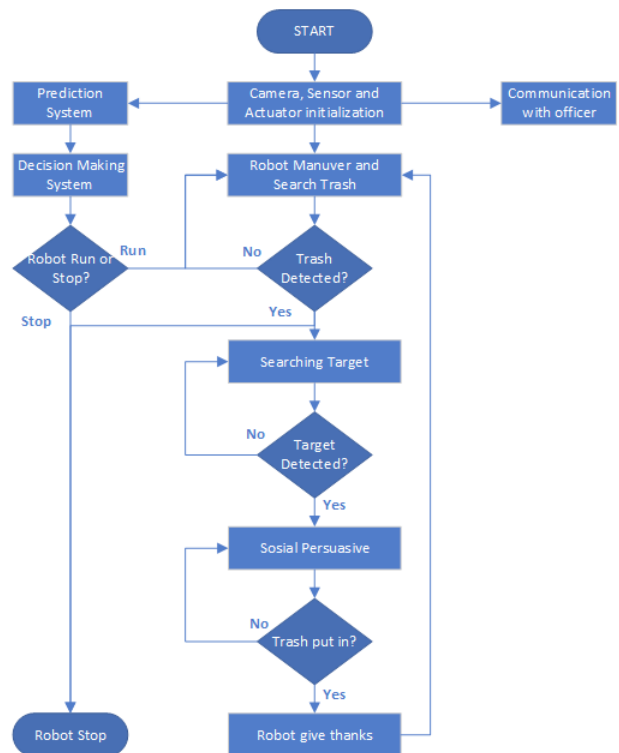 START
Prediction
System
Camera, Sensor and
Actuator initialization
Communication
with officer
Decision Making
System
Robot Manuver and
Search Trash
Robot Run or
Stop?
Run
No
Trash
Detected?
Stop
Yes
Searching Target
No
Target
Detected?
Yes
Sosial Persuasive
No
Trash put in?
Yes
Robot Stop
Robot give thanks